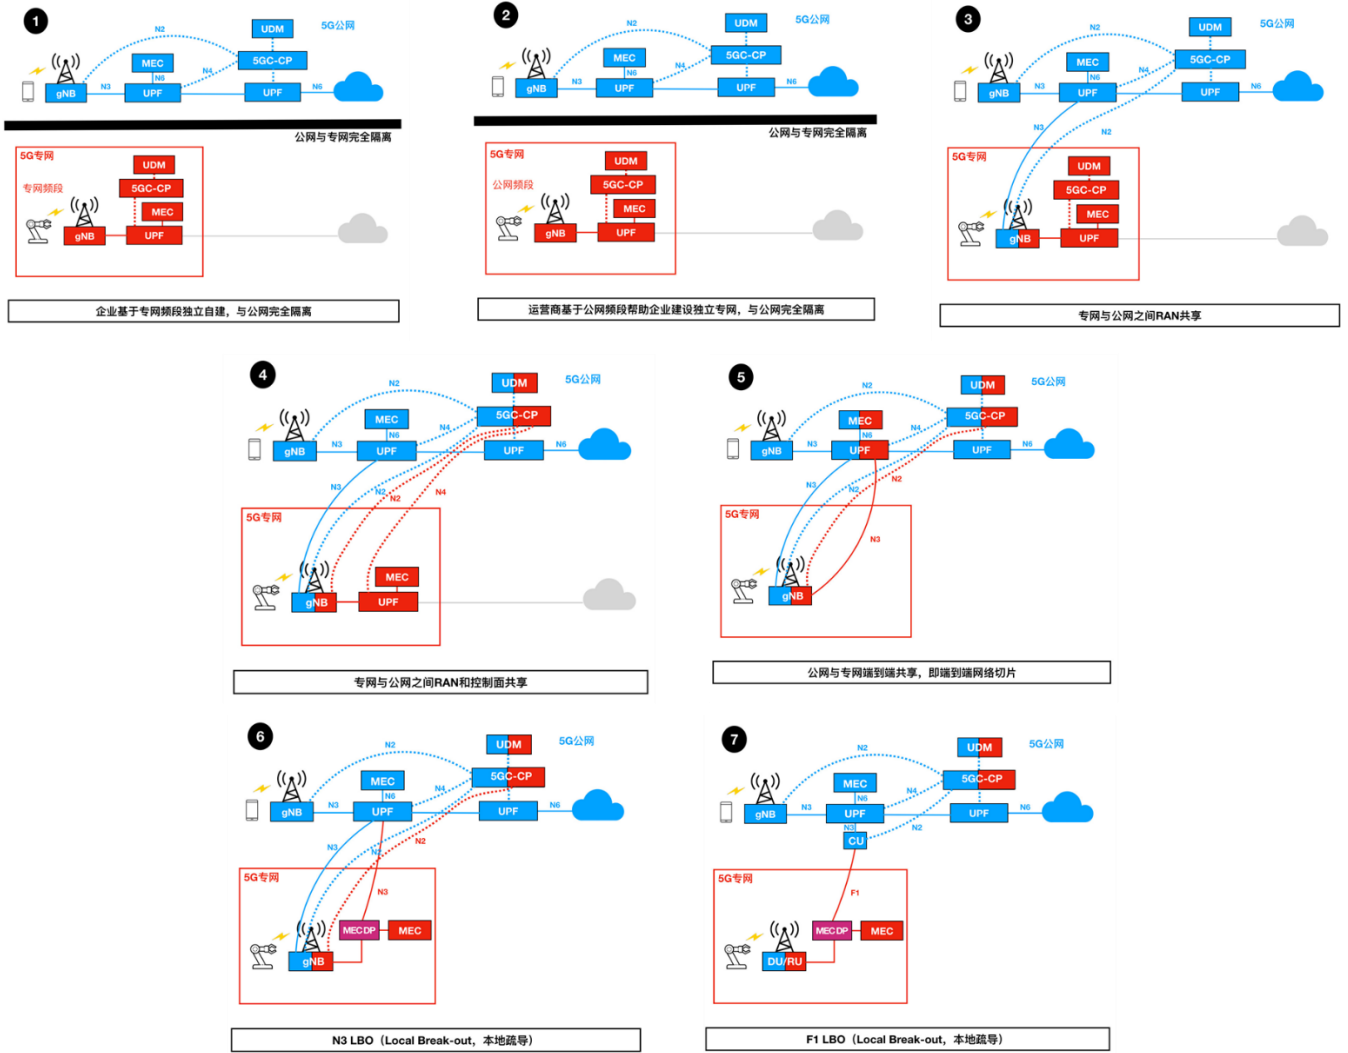 1
UDM
5G公网
N2
5GC-CP
MEC
N4
N6
gNB
N3
UPF
UPF
N6
公网与专网完全隔离
5G专网
UDM
专网频段
5GC-CP
MEC
gNB
UPF
企业基于专网频段独立自建，与公网完全隔离
2
UDM
5G公网
N2
5GC-CP
MEC
N4
N6
gNB
N3
UPF
UPF
N6
公网与专网完全隔离
5G专网
UDM
公网频段
5GC-CP
MEC
gNB
UPF
运营商基于公网频段帮助企业建设独立专网，与公网完全隔离
3
UDM
5G公网
N2
5GC-CP
MEC
N4
N6
gNB
N3
UPF
UPF
N6
N3
N2
5G专网
UDM
5GC-CP
MEC
gNB
UPF
专网与公网之间RAN共享
4
UDM
5G公网
N2
5GC-CP
MEC
N4
N6
gNB
N3
UPF
UPF
N6
N3
N2
N2
N4
5G专网
MEC
gNB
UPF
专网与公网之间RAN和控制面共享
5
UDM
5G公网
N2
5GC-CP
MEC
N4
N6
gNB
N3
UPF
UPF
N6
N3
N2
N2
5G专网
N3
gNB
公网与专网端到端共享，即端到端网络切片
6
UDM
5G公网
N2
5GC-CP
MEC
N4
N6
gNB
N3
UPF
UPF
N6
N3
N2
N2
5G专网
N3
MEC DP
MEC
gNB
N3 LBO（Local Break-out，本地疏导）
7
UDM
5G公网
N2
5GC-CP
MEC
N4
N6
gNB
N3
UPF
UPF
N6
N3
N2
CU
5G专网
F1
MEC DP
MEC
DU/RU
F1 LBO（Local Break-out，本地疏导）